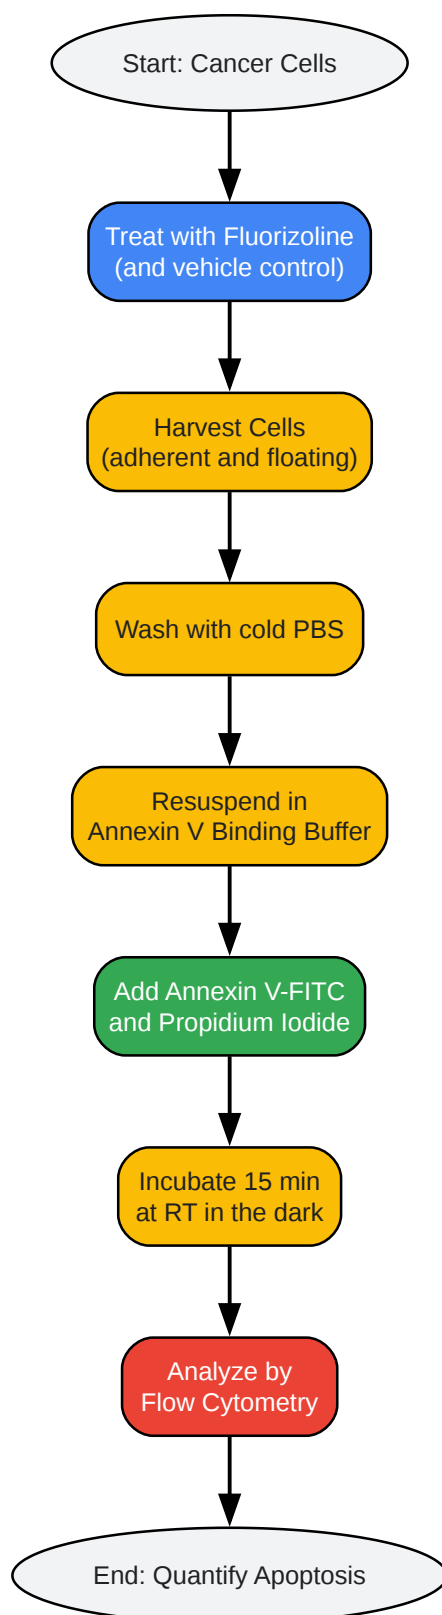 Start: Cancer Cells
Treat with Fluorizoline
(and vehicle control)
Harvest Cells
(adherent and floating)
Wash with cold PBS
Resuspend in
Annexin V Binding Buffer
Add Annexin V-FITC
and Propidium Iodide
Incubate 15 min
at RT in the dark
Analyze by
Flow Cytometry
End: Quantify Apoptosis